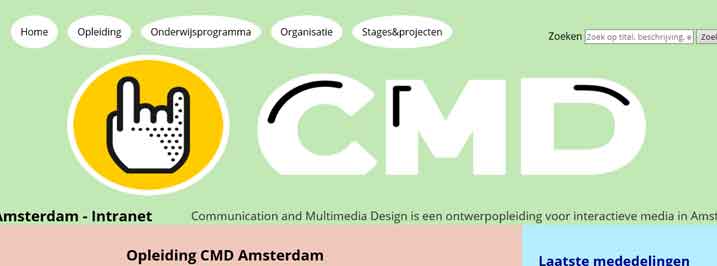 Home Opleiding Onderwijsprogramma Organisatie Stages&projecten
Zoeken Zoek op titel, beschrijving, e
CMD
Amsterdam - Intranet Communication and Multimedia Design is een ontwerpopleiding voor interactieve media in Amst
Opleiding CMD Amsterdam
Laatste mededelingen